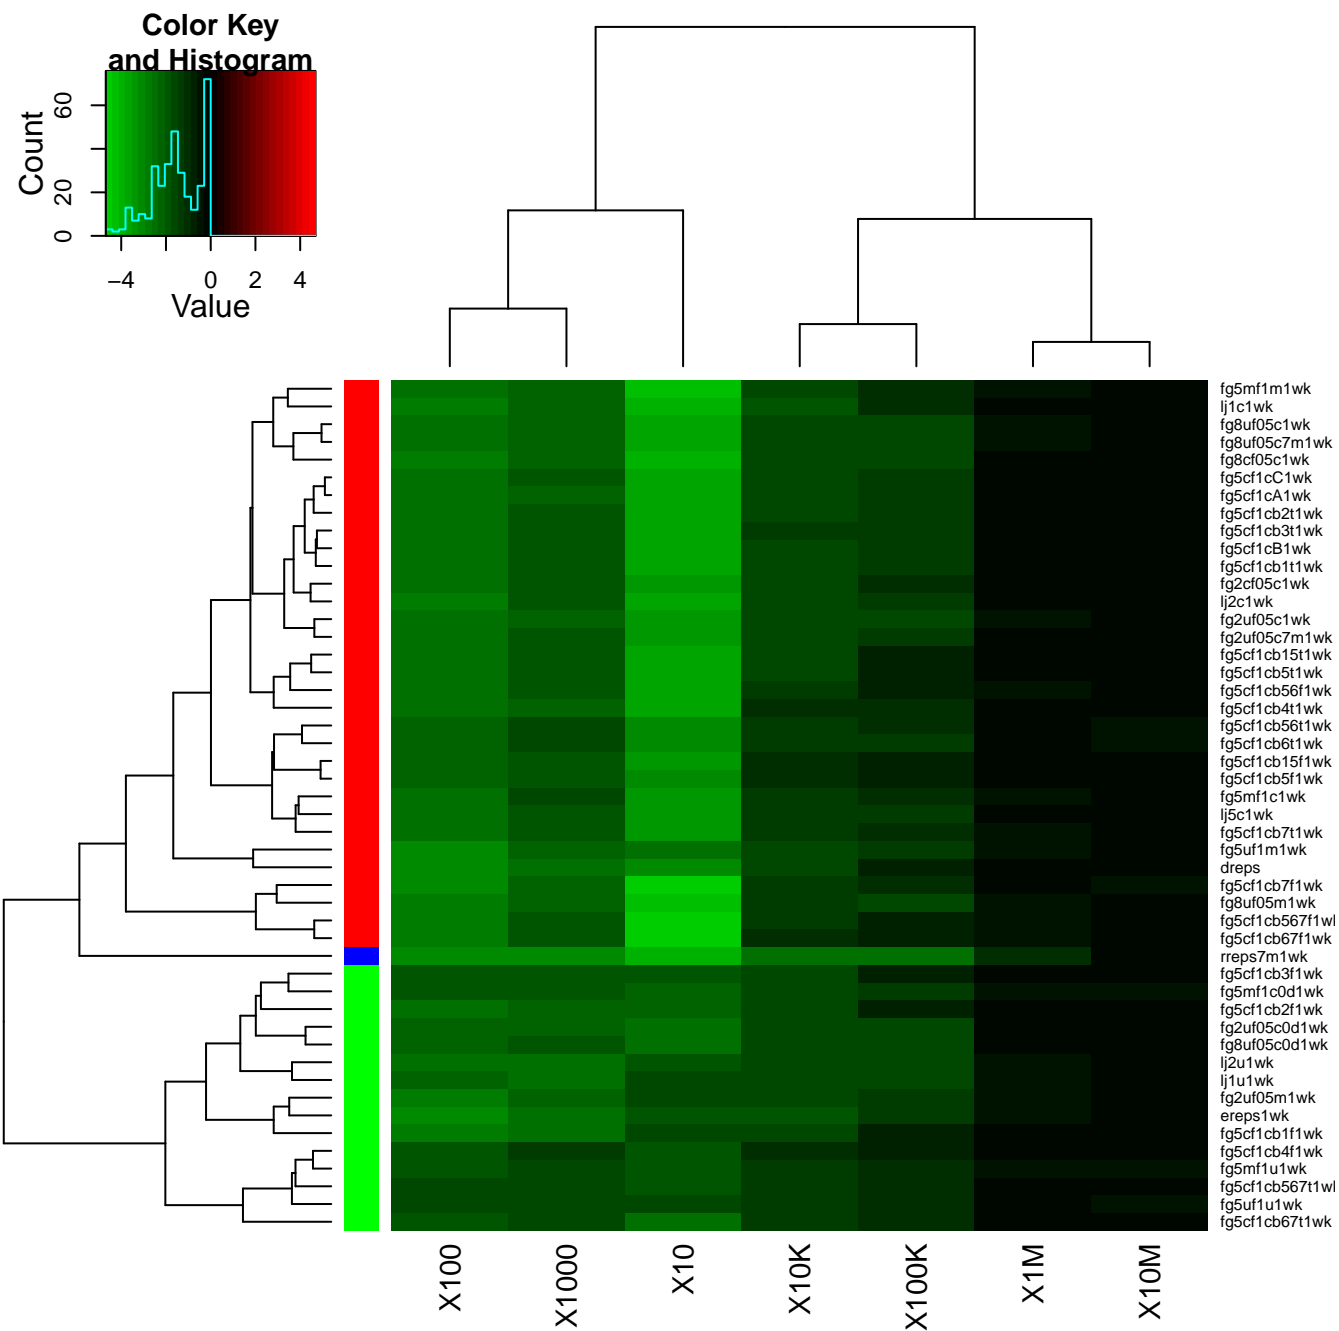 Color Key
and Histogram
Count
0 20 60
−4 0 2 4
Value
fg5mf1m1wk
lj1c1wk
fg8uf05c1wk
fg8uf05c7m1wk
fg8cf05c1wk
fg5cf1cC1wk
fg5cf1cA1wk
fg5cf1cb2t1wk
fg5cf1cb3t1wk
fg5cf1cB1wk
fg5cf1cb1t1wk
fg2cf05c1wk
lj2c1wk
fg2uf05c1wk
fg2uf05c7m1wk
fg5cf1cb15t1wk
fg5cf1cb5t1wk
fg5cf1cb56f1wk
fg5cf1cb4t1wk
fg5cf1cb56t1wk
fg5cf1cb6t1wk
fg5cf1cb15f1wk
fg5cf1cb5f1wk
fg5mf1c1wk
lj5c1wk
fg5cf1cb7t1wk
fg5uf1m1wk
dreps
fg5cf1cb7f1wk
fg8uf05m1wk
fg5cf1cb567f1wl
fg5cf1cb67f1wk
rreps7m1wk
fg5cf1cb3f1wk
fg5mf1c0d1wk
fg5cf1cb2f1wk
fg2uf05c0d1wk
fg8uf05c0d1wk
lj2u1wk
lj1u1wk
fg2uf05m1wk
ereps1wk
fg5cf1cb1f1wk
fg5cf1cb4f1wk
fg5mf1u1wk
fg5cf1cb567t1wl
fg5uf1u1wk
fg5cf1cb67t1wk
X100 X1000 X10 X10K X100K X1M X10M